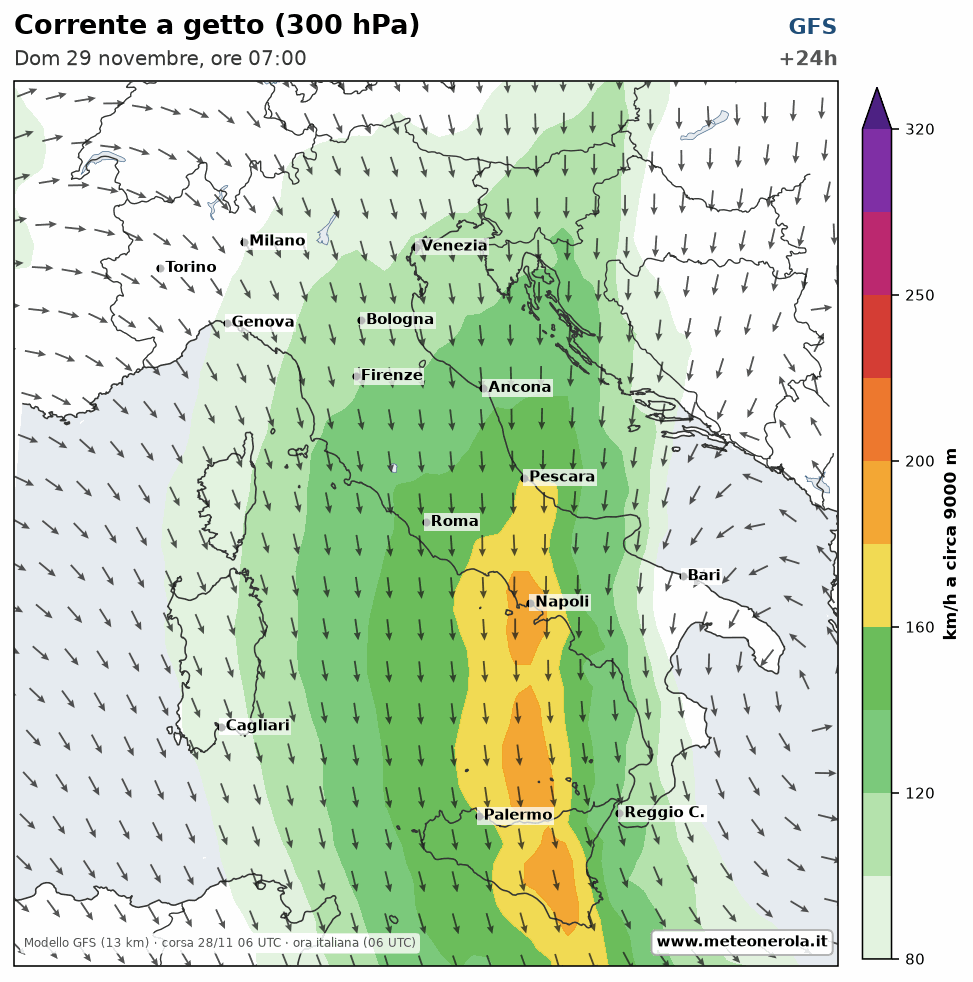 Corrente a getto (300 hPa)
GFS
Dom 29 novembre, ore 07:00
+24h
Milano
Venezia
Torino
Genova
Bologna
Firenze
Ancona
Pescara
Roma
Bari
Napoli
Cagliari
Palermo
Reggio C.
320
250
200
160
120
80
km/h a circa 9000 m
Modello GFS (13 km) · corsa 28/11 06 UTC · ora italiana (06 UTC)
www.meteonerola.it